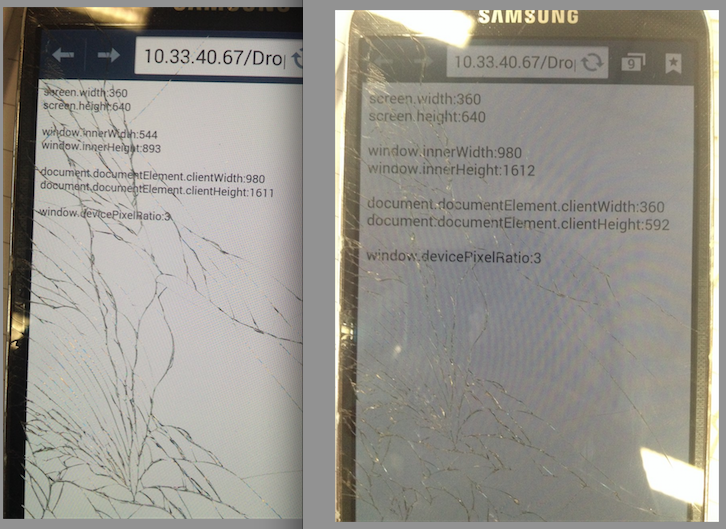 SAMSUNG
10.33.40.67/Dro
screen.width:360
screen.height:640
window.innerWidth:544
window.innerHeight:893
document.documentElement.clientWidth:980
document.documentElement.clientHeight:1611
window.devicePixelRatio:3
SAMSUNG
10.33.40.67/Dro
9
screen.width:360
screen.height:640
window.innerWidth:980
window.innerHeight:1612
document.documentElement.clientWidth:360
document.documentElement.clientHeight:592
window.devicePixelRatio:3